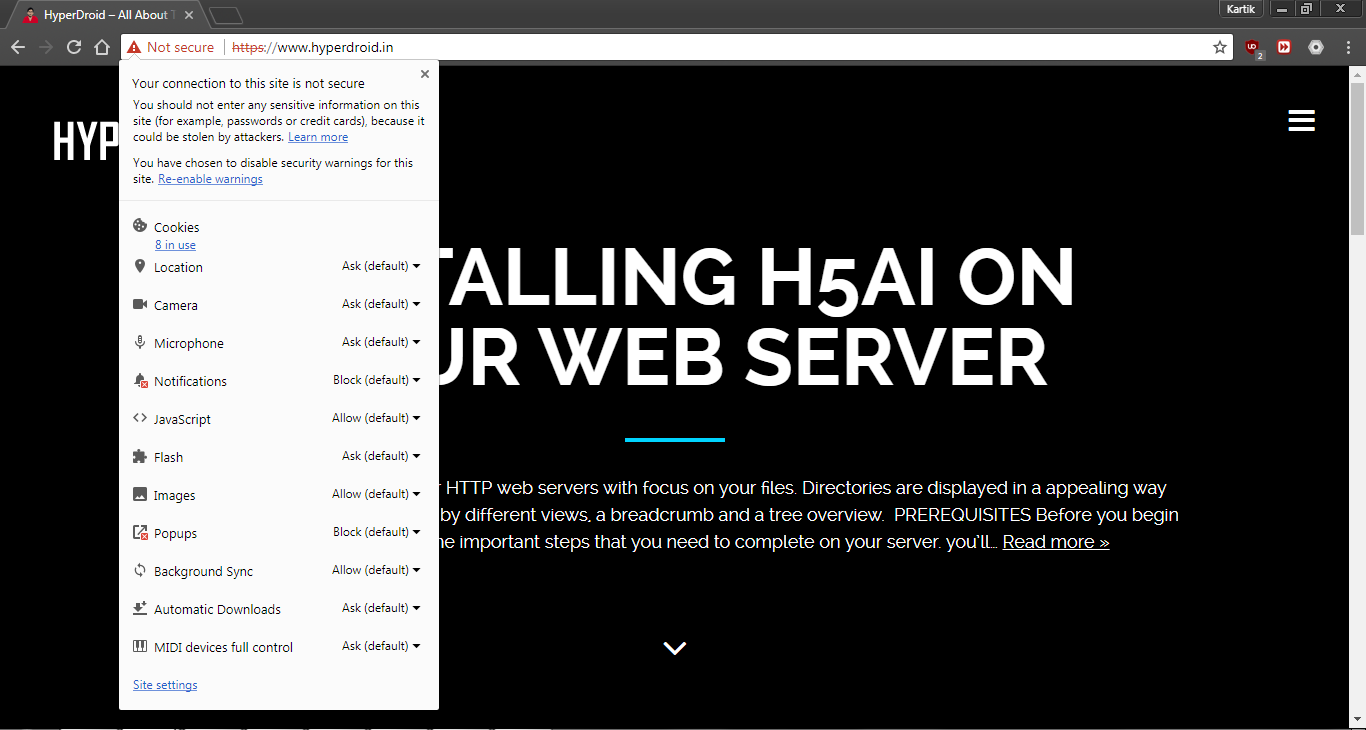 HyperDroid – All About T
Kartik
Not secure
https://www.hyperdroid.in
2
Your connection to this site is not secure
You should not enter any sensitive information on this
site (for example, passwords or credit cards), because it
could be stolen by attackers. Learn more
You have chosen to disable security warnings for this
site. Re-enable warnings
HYP
Cookies
8 in use
Location Ask (default)
Camera Ask (default)
Microphone Ask (default)
Notifications Block (default)
JavaScript Allow (default)
Flash Ask (default)
Images Allow (default)
Popups Block (default)
Background Sync Allow (default)
Automatic Downloads Ask (default)
MIDI devices full control Ask (default)
Site settings
TALLING H5AI ON
UR WEB SERVER
HTTP web servers with focus on your files. Directories are displayed in a appealing way
by different views, a breadcrumb and a tree overview.  PREREQUISITES Before you begin
important steps that you need to complete on your server. you'll… Read more »